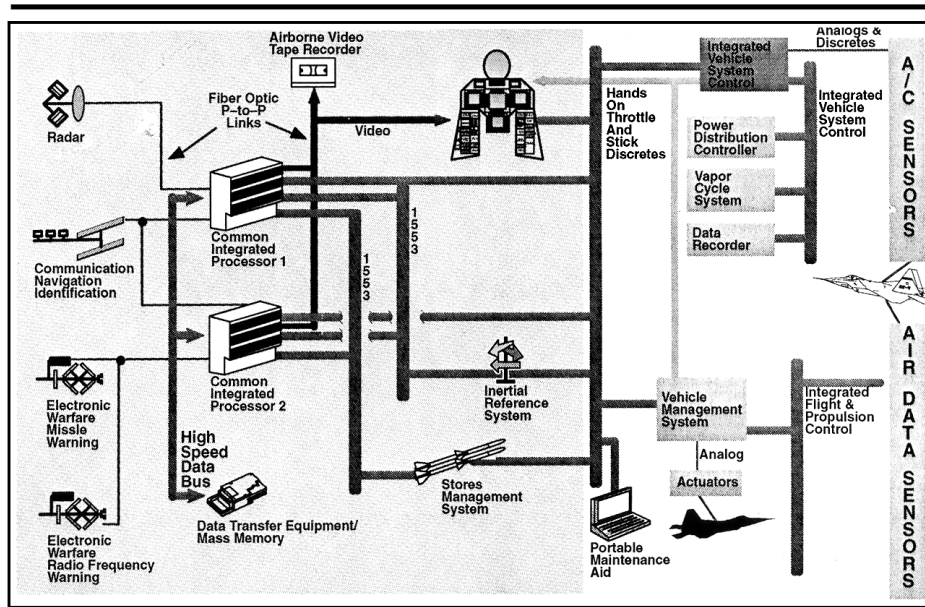 Airborne Video
Tape Recorder
Analogs &
Discretes
Integrated
Vehicle
System
Control
Fiber Optic
P–to–P
Links
Radar
Video
Hands
On
Throttle
And
Stick
Discretes
Integrated
Vehicle System
Control
Power
Distribution
Controller
Vapor
Cycle
System
Data
Recorder
A/C SENSORS
Common
Integrated
Processor 1
1553
1553
Communication
Navigation
Identification
Common
Integrated
Processor 2
Inertial
Reference
System
Vehicle
Management
System
Integrated
Flight &
Propulsion
Control
AIR DATA SENSORS
Electronic
Warfare
Missle
Warning
High
Speed
Data
Bus
Analog
Actuators
Stores
Management
System
Data Transfer Equipment/
Mass Memory
Portable
Maintenance
Aid
Electronic
Warfare
Radio Frequency
Warning